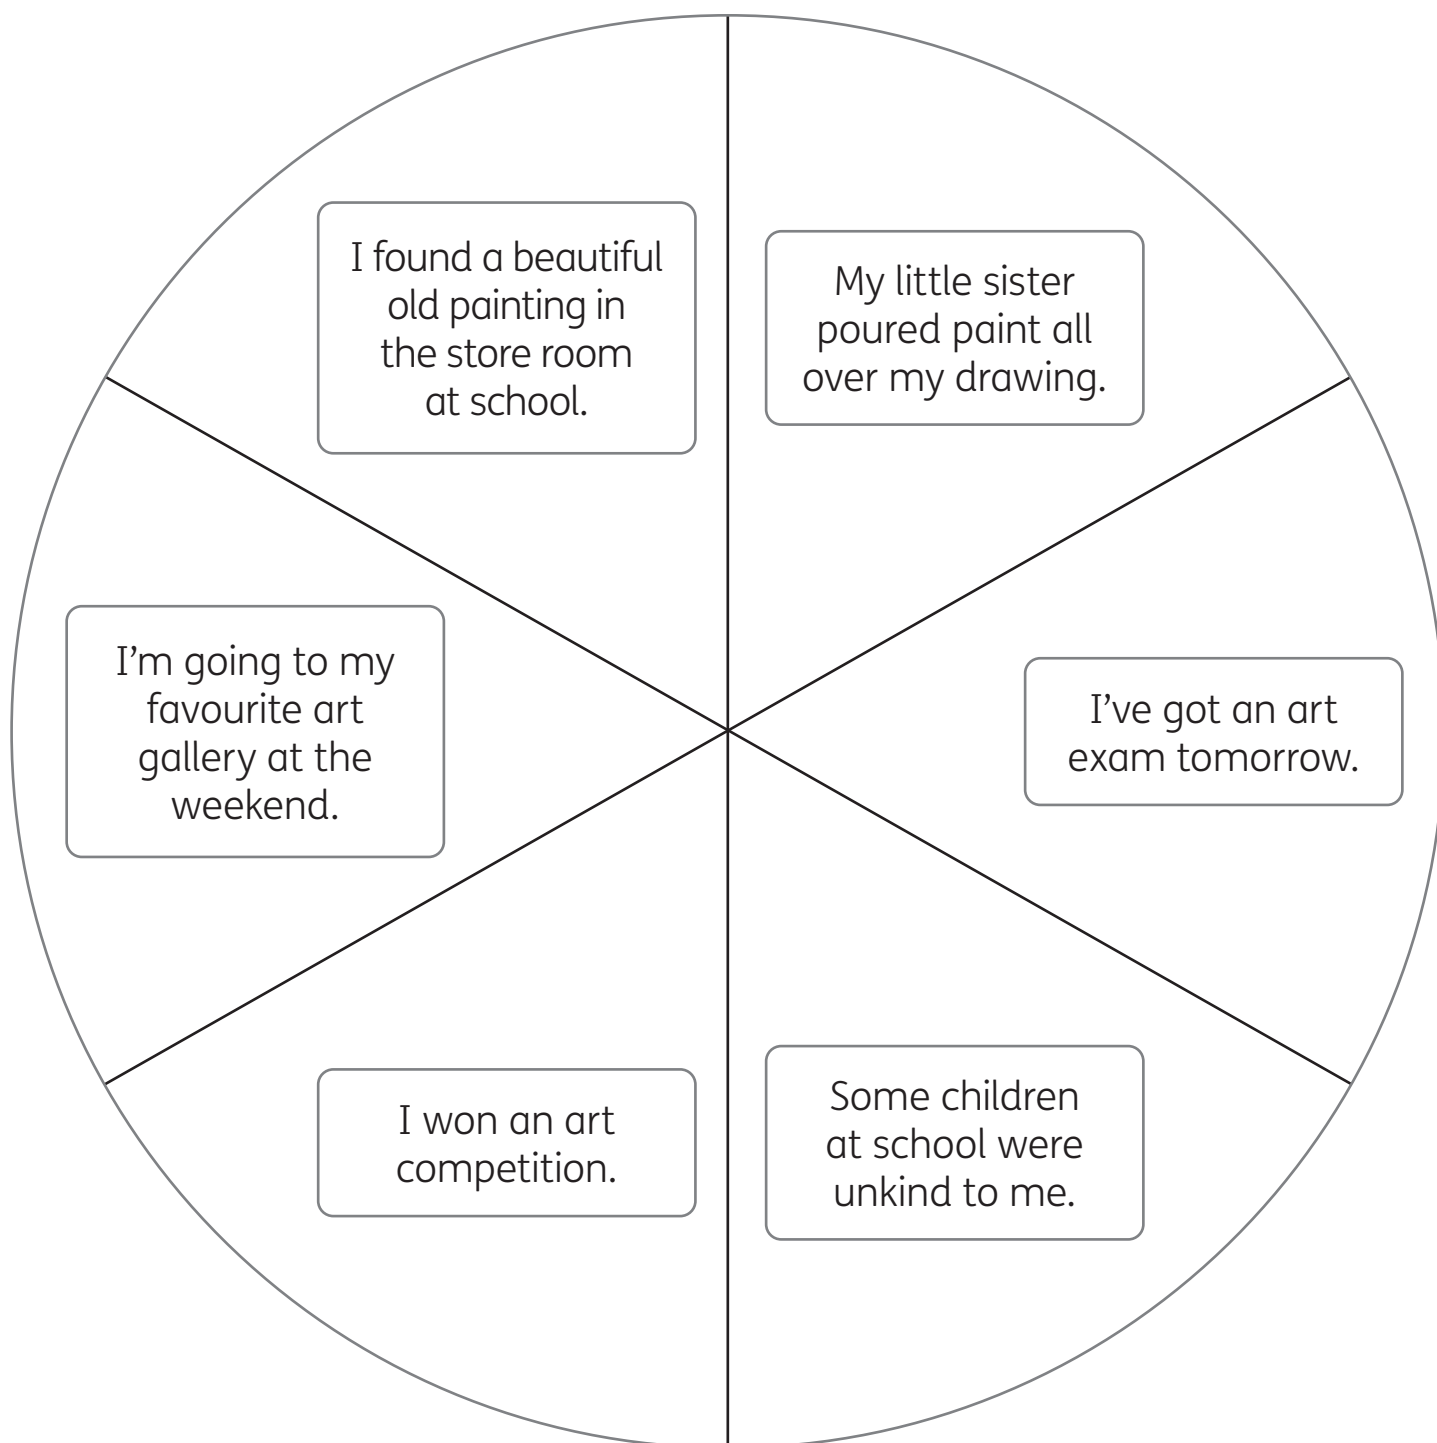 I found a beautiful
old painting in
the store room
at school.
My little sister
poured paint all
over my drawing.
I'm going to my
favourite art
gallery at the
weekend.
I've got an art
exam tomorrow.
I won an art
competition.
Some children
at school were
unkind to me.